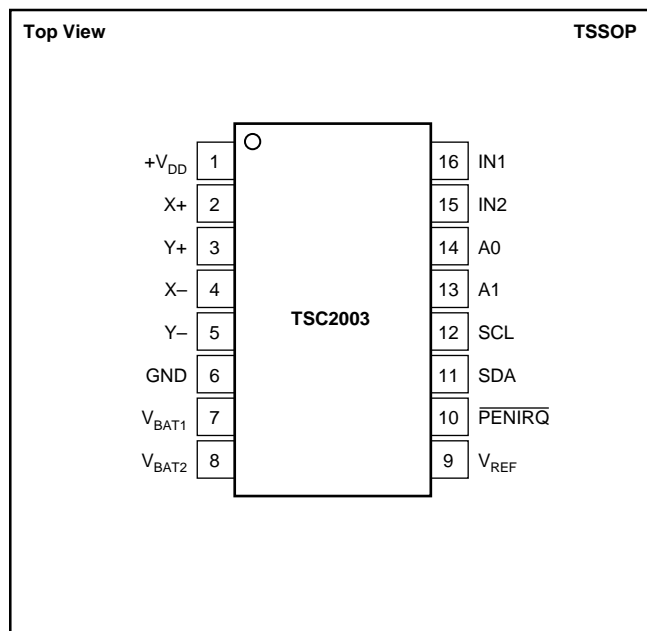 Top View TSSOP
+VDD 1 16 IN1
X+ 2 15 IN2
Y+ 3 14 A0
X– 4 13 A1
TSC2003
Y– 5 12 SCL
GND 6 11 SDA
VBAT1 7 10 PENIRQ
VBAT2 8 9 VREF